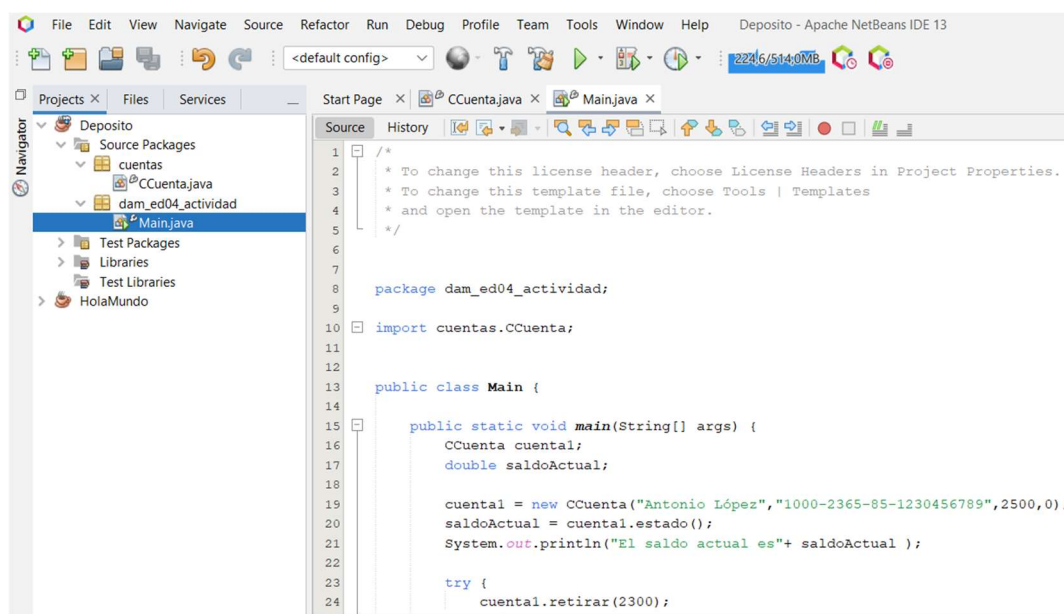 File Edit View Navigate Source Refactor Run Debug Profile Team Tools Window Help Deposito - Apache NetBeans IDE 13
<default config>
224,6/514,0MB
Projects × Files Services
Start Page × CCuenta.java × Main.java ×
Navigator
Deposito
Source Packages
cuentas
CCuenta.java
dam_ed04_actividad
Main.java
Test Packages
Libraries
Test Libraries
HolaMundo
Source History
1 /*
2 * To change this license header, choose License Headers in Project Properties.
3 * To change this template file, choose Tools | Templates
4 * and open the template in the editor.
5 */
6
7
8 package dam_ed04_actividad;
9
10 import cuentas.CCuenta;
11
12
13 public class Main {
14
15 public static void main(String[] args) {
16 CCuenta cuenta1;
17 double saldoActual;
18
19 cuenta1 = new CCuenta("Antonio López","1000-2365-85-1230456789",2500,0);
20 saldoActual = cuenta1.estado();
21 System.out.println("El saldo actual es"+ saldoActual );
22
23 try {
24 cuenta1.retirar(2300);